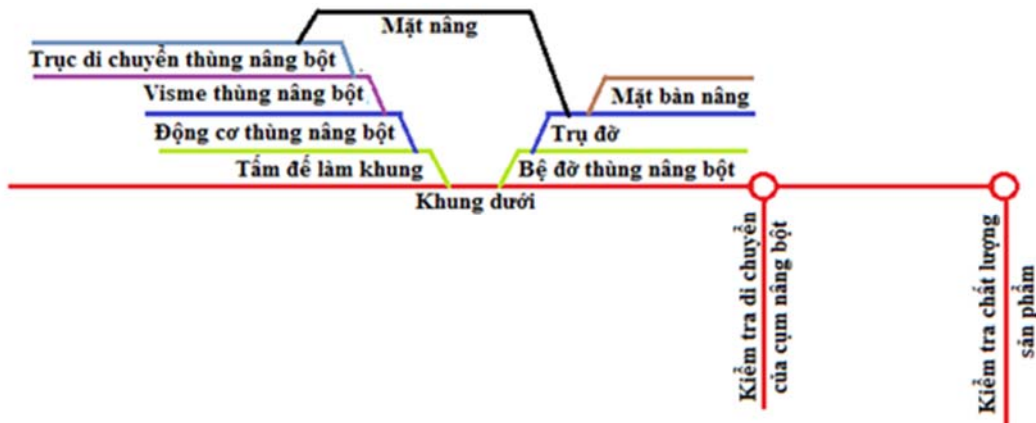 Mặt nâng
Trục di chuyển thùng nâng bột
Visme thùng nâng bột
Mặt bàn nâng
Động cơ thùng nâng bột
Trụ đỡ
Tấm đế làm khung
Bệ đỡ thùng nâng bột
Khung dưới
Kiểm tra di chuyển
của cụm nâng bột
Kiểm tra chất lượng
sản phẩm